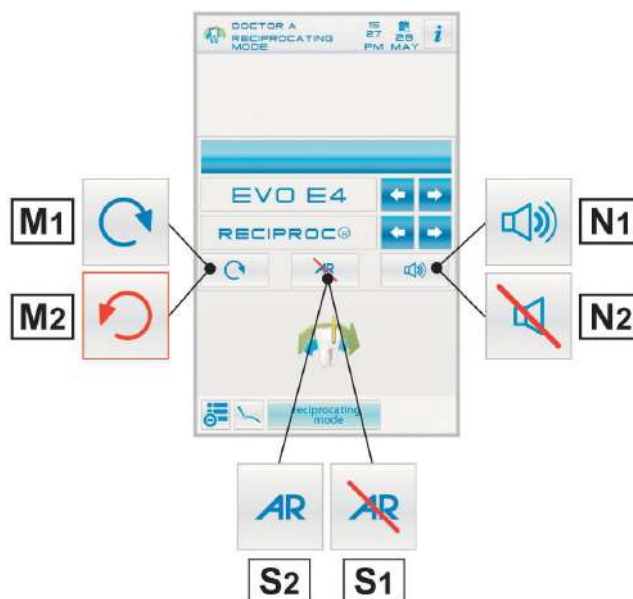 DOCTOR A
RECIPROCATING
MODE
15
27
PM
28
MAY
i
EVO E4
RECIPROC®
M1
M2
AR
N1
N2
reciprocating
mode
AR
AR
S2
S1